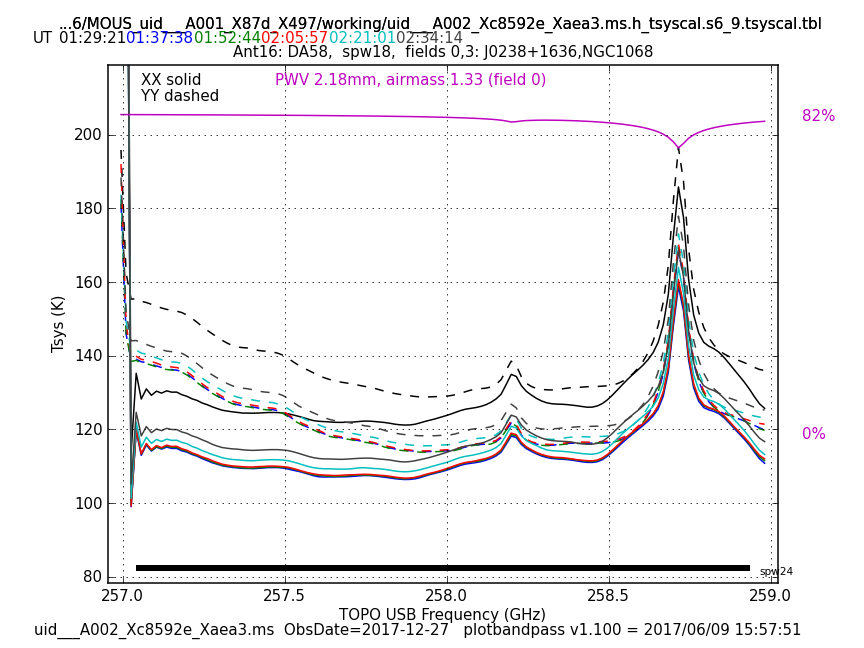 ...6/MOUS_uid___A001_X87d_X497/working/uid___A002_Xc8592e_Xaea3.ms.h_tsyscal.s6_9.tsyscal.tbl
UT 01:29:21 01:37:38 01:52:44 02:05:57 02:21:01 02:34:14
Ant16: DA58, spw18, fields 0,3: J0238+1636,NGC1068
XX solid
YY dashed
PWV 2.18mm, airmass 1.33 (field 0)
82%
0%
Tsys (K)
200
180
160
140
120
100
80
spw24
257.0 257.5 258.0 258.5 259.0
TOPO USB Frequency (GHz)
uid___A002_Xc8592e_Xaea3.ms ObsDate=2017-12-27 plotbandpass v1.100 = 2017/06/09 15:57:51